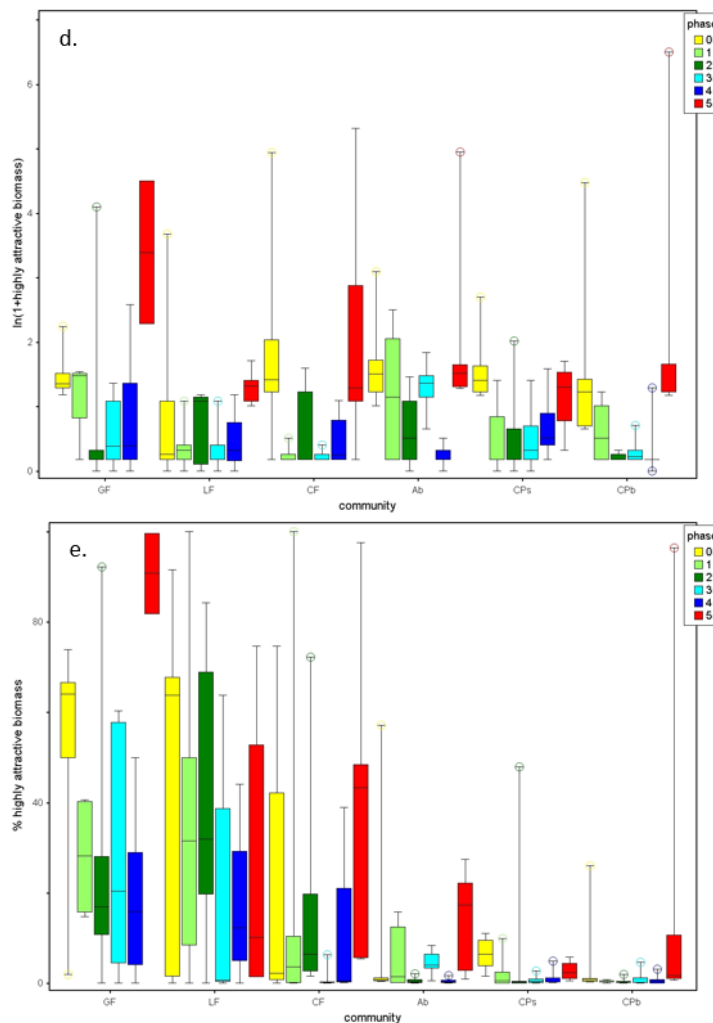 d.
phase
0
1
2
3
4
5
6
4
2
0
ln(1+highly attractive biomass)
GF LF CF Ab CPs CPb
community
e.
phase
0
1
2
3
4
5
80
40
0
% highly attractive biomass
GF LF CF Ab CPs CPb
community